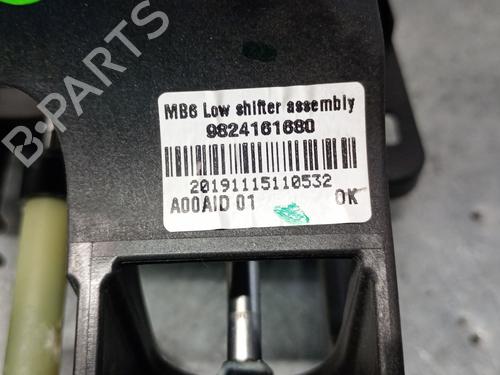 MB6 Low shifter assembly
9824161680
20191115110532
A00AID 01 OK
B-PARTS